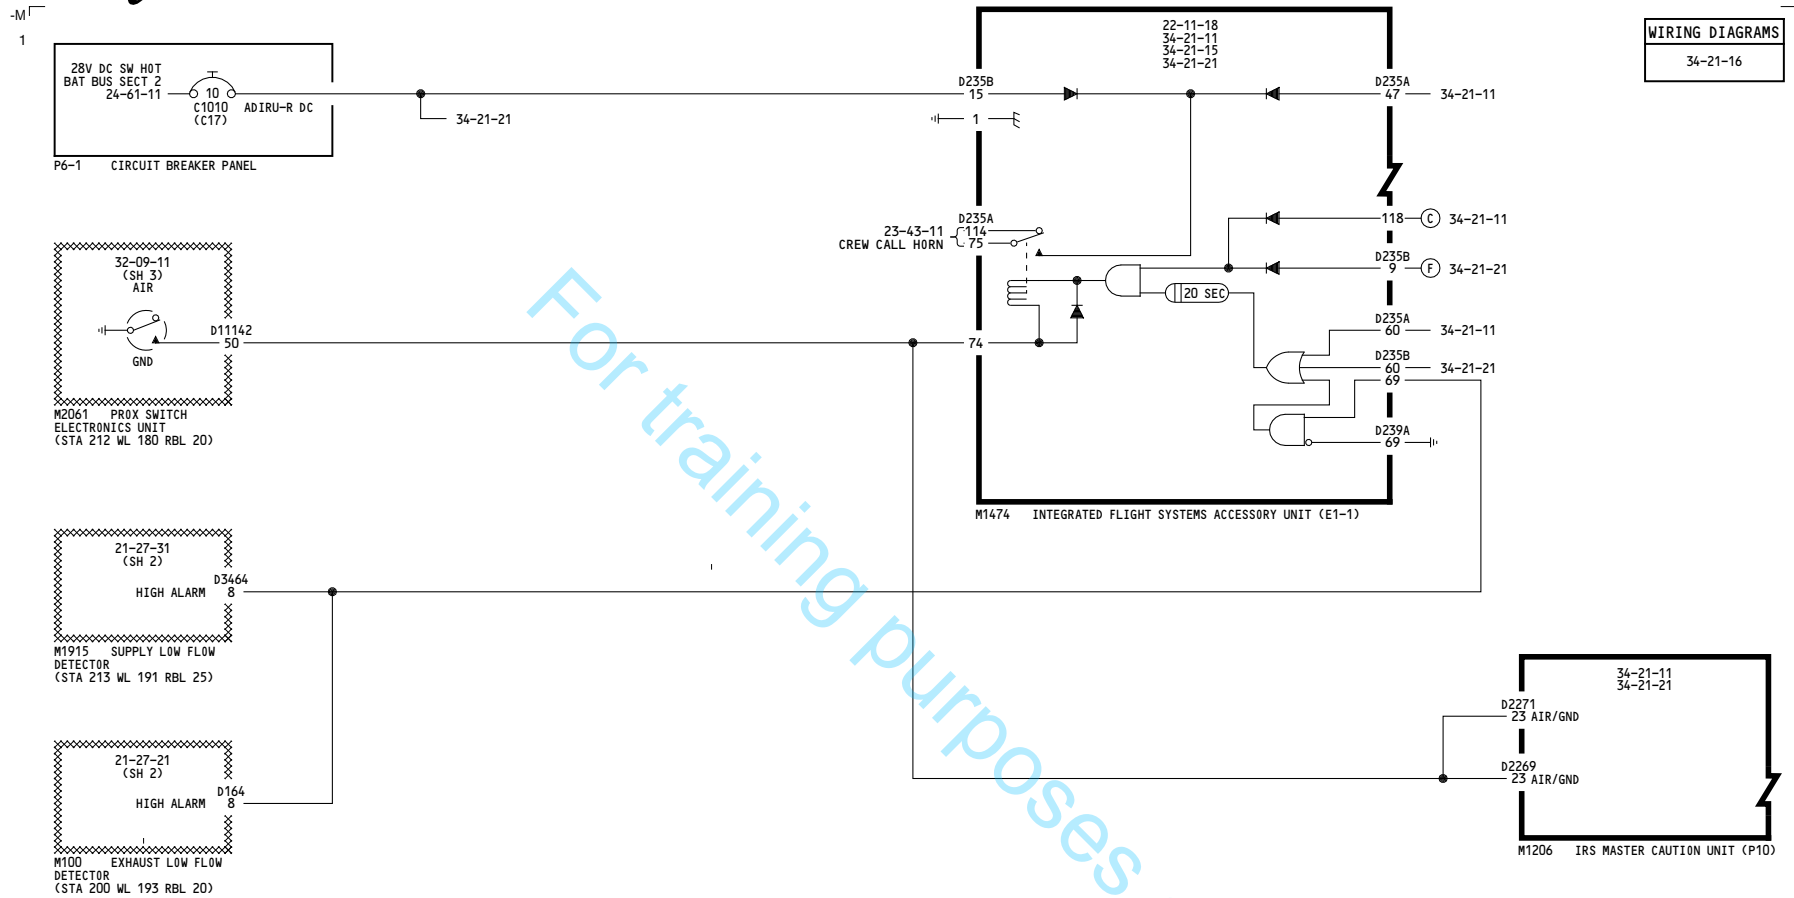 -M
1
WIRING DIAGRAMS
34-21-16
28V DC SW HOT
BAT BUS SECT 2
24-61-11
10
C1010
(C17)
ADIRU-R DC
34-21-21
P6-1 CIRCUIT BREAKER PANEL
22-11-18
34-21-11
34-21-15
34-21-21
D235B
15
1
D235A
47 34-21-11
118 C 34-21-11
D235B
9 F 34-21-21
D235A
114
75
23-43-11
CREW CALL HORN
20 SEC
D235A
60 34-21-11
D235B
60 34-21-21
69
D239A
69
74
M1474 INTEGRATED FLIGHT SYSTEMS ACCESSORY UNIT (E1-1)
32-09-11
(SH 3)
AIR
GND
D11142
50
M2061 PROX SWITCH
ELECTRONICS UNIT
(STA 212 WL 180 RBL 20)
21-27-31
(SH 2)
HIGH ALARM
D3464
8
M1915 SUPPLY LOW FLOW
DETECTOR
(STA 213 WL 191 RBL 25)
21-27-21
(SH 2)
HIGH ALARM
D164
8
M100 EXHAUST LOW FLOW
DETECTOR
(STA 200 WL 193 RBL 20)
34-21-11
34-21-21
D2271
23 AIR/GND
D2269
23 AIR/GND
M1206 IRS MASTER CAUTION UNIT (P10)
For training purposes